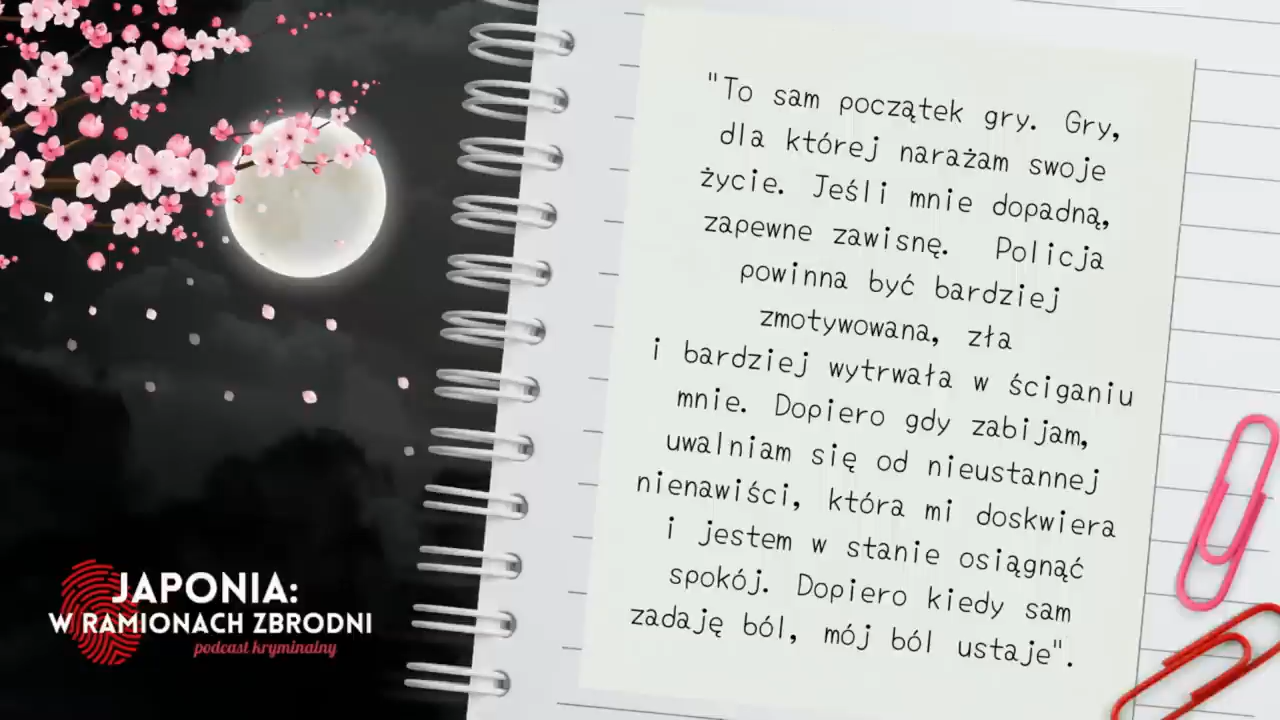 "To sam początek gry. Gry,
dla której narażam swoje
życie. Jeśli mnie dopadną,
zapewne zawisnę. Policja
powinna być bardziej
zmotywowana, zła
i bardziej wytrwała w ściganiu
mnie. Dopiero gdy zabijam,
uwalniam się od nieustannej
nienawiści, która mi doskwiera
i jestem w stanie osiągnąć
spokój. Dopiero kiedy sam
zadaję ból, mój ból ustaje".
JAPONIA:
W RAMIONACH ZBRODNI
podcast kryminalny